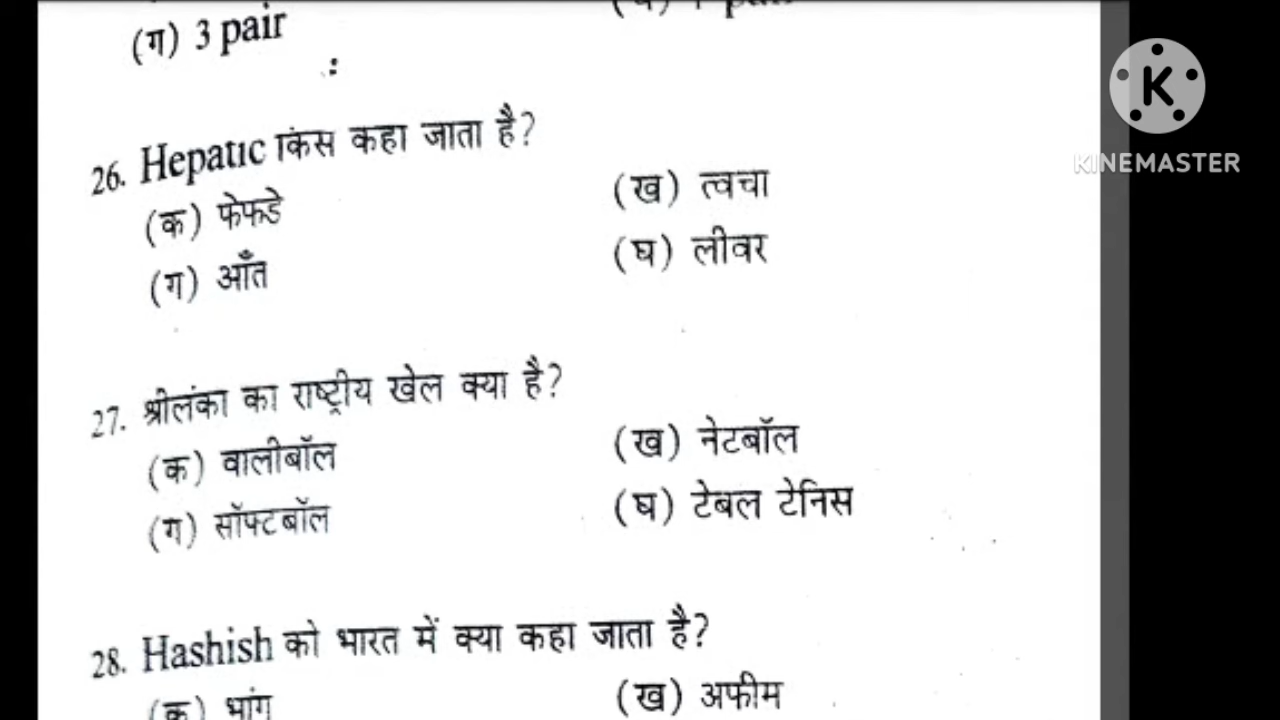 (ग) 3 pair
26. Hepatic किस कहा जाता है?
(क) फेफडे (ख) त्वचा
(ग) आँत (घ) लीवर
27. श्रीलंका का राष्ट्रीय खेल क्या है?
(क) वालीबॉल (ख) नेटबॉल
(ग) सॉफ्टबॉल (घ) टेबल टेनिस
28. Hashish को भारत में क्या कहा जाता है?
(क) भांग (ख) अफीम
K
KINEMASTER